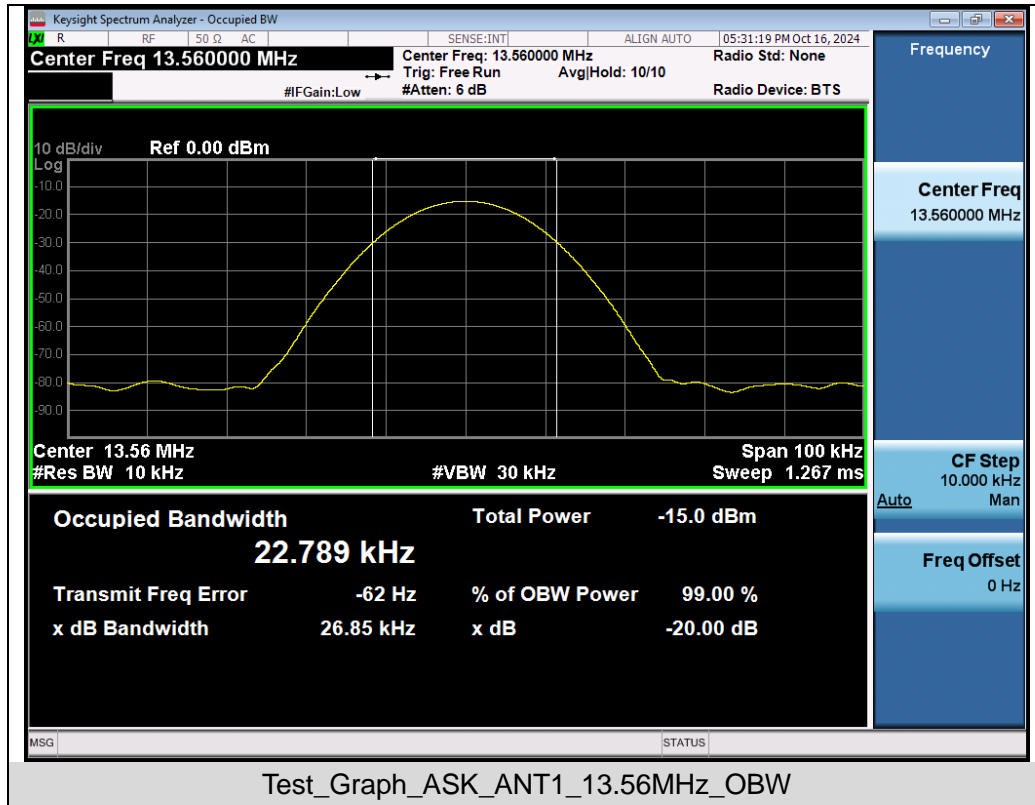 Keysight Spectrum Analyzer - Occupied BW
LXI R RF 50 Ω AC SENSE:INT ALIGN AUTO 05:31:19 PM Oct 16, 2024
Center Freq 13.560000 MHz
Center Freq: 13.560000 MHz Radio Std: None
Trig: Free Run Avg|Hold: 10/10
#IFGain:Low #Atten: 6 dB Radio Device: BTS
10 dB/div Ref 0.00 dBm
Log
-10.0
-20.0
-30.0
-40.0
-50.0
-60.0
-70.0
-80.0
-90.0
Center 13.56 MHz Span 100 kHz
#Res BW 10 kHz #VBW 30 kHz Sweep 1.267 ms
Occupied Bandwidth Total Power -15.0 dBm
22.789 kHz
Transmit Freq Error -62 Hz % of OBW Power 99.00 %
x dB Bandwidth 26.85 kHz x dB -20.00 dB
Frequency
Center Freq
13.560000 MHz
CF Step
10.000 kHz
Auto Man
Freq Offset
0 Hz
MSG STATUS
Test_Graph_ASK_ANT1_13.56MHz_OBW